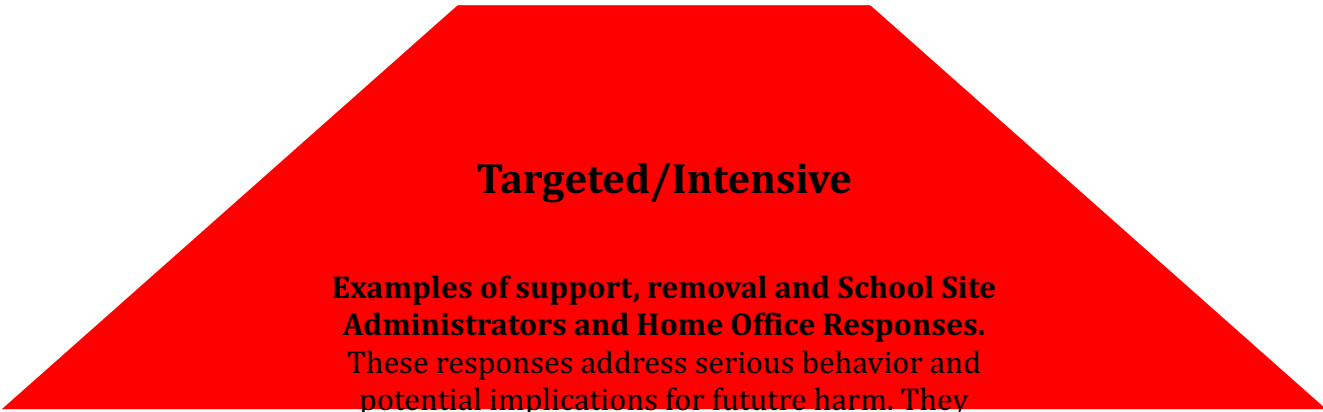 Targeted/Intensive
Examples of support, removal and School Site
Administrators and Home Office Responses.
These responses address serious behavior and
potential implications for fututre harm. They